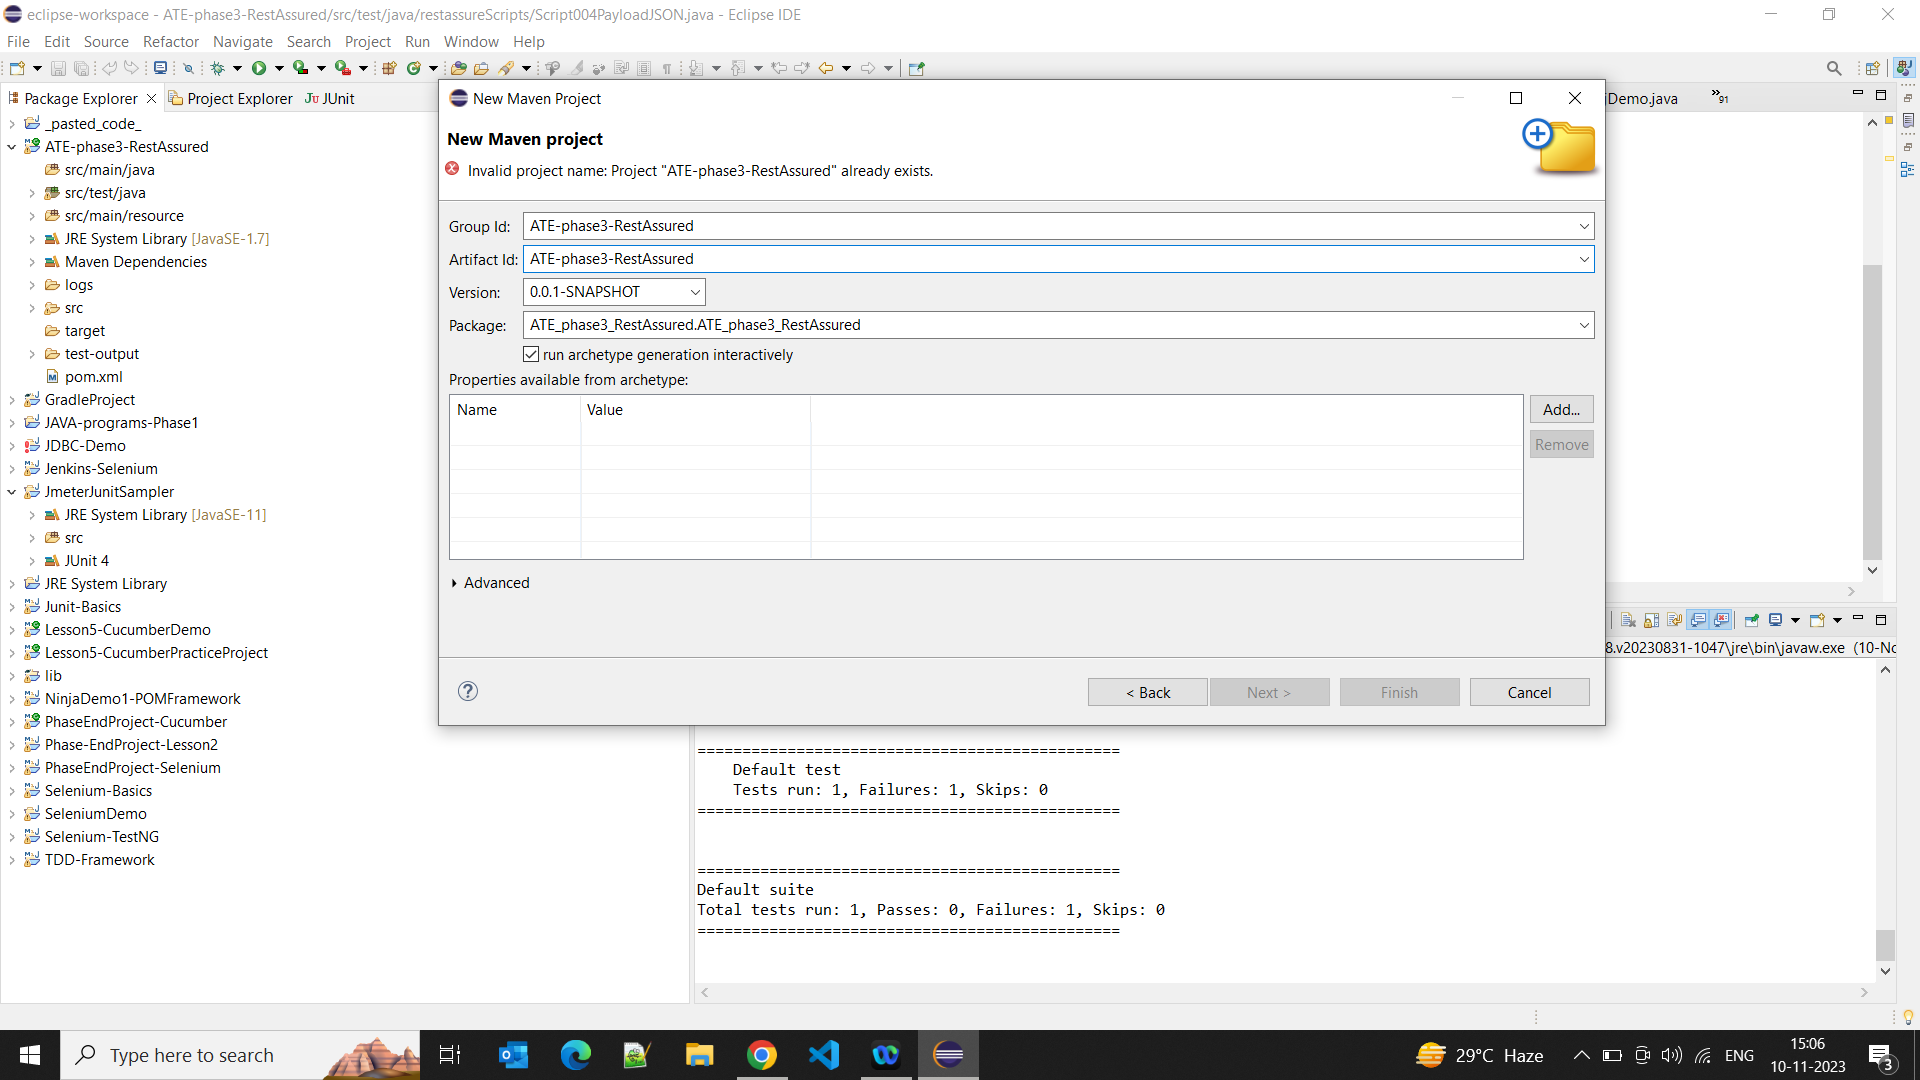 eclipse-workspace - ATE-phase3-RestAssured/src/test/java/restassureScripts/Script004PayloadJSON.java - Eclipse IDE
File Edit Source Refactor Navigate Search Project Run Window Help
Package Explorer
Project Explorer
JUnit
_pasted_code_
ATE-phase3-RestAssured
src/main/java
src/test/java
src/main/resource
JRE System Library [JavaSE-1.7]
Maven Dependencies
logs
src
target
test-output
pom.xml
GradleProject
JAVA-programs-Phase1
JDBC-Demo
Jenkins-Selenium
JmeterJunitSampler
JRE System Library [JavaSE-11]
src
JUnit 4
JRE System Library
Junit-Basics
Lesson5-CucumberDemo
Lesson5-CucumberPracticeProject
lib
NinjaDemo1-POMFramework
PhaseEndProject-Cucumber
Phase-EndProject-Lesson2
PhaseEndProject-Selenium
Selenium-Basics
SeleniumDemo
Selenium-TestNG
TDD-Framework
New Maven Project
New Maven project
Invalid project name: Project "ATE-phase3-RestAssured" already exists.
Group Id: ATE-phase3-RestAssured
Artifact Id: ATE-phase3-RestAssured
Version: 0.0.1-SNAPSHOT
Package: ATE_phase3_RestAssured.ATE_phase3_RestAssured
run archetype generation interactively
Properties available from archetype:
Name Value
Add...
Remove
Advanced
< Back Next > Finish Cancel
iDemo.java
»91
8.v20230831-1047\jre\bin\javaw.exe (10-Nc
===============================================
Default test
Tests run: 1, Failures: 1, Skips: 0
===============================================
===============================================
Default suite
Total tests run: 1, Passes: 0, Failures: 1, Skips: 0
===============================================
Type here to search
29°C Haze
ENG
15:06
10-11-2023
3